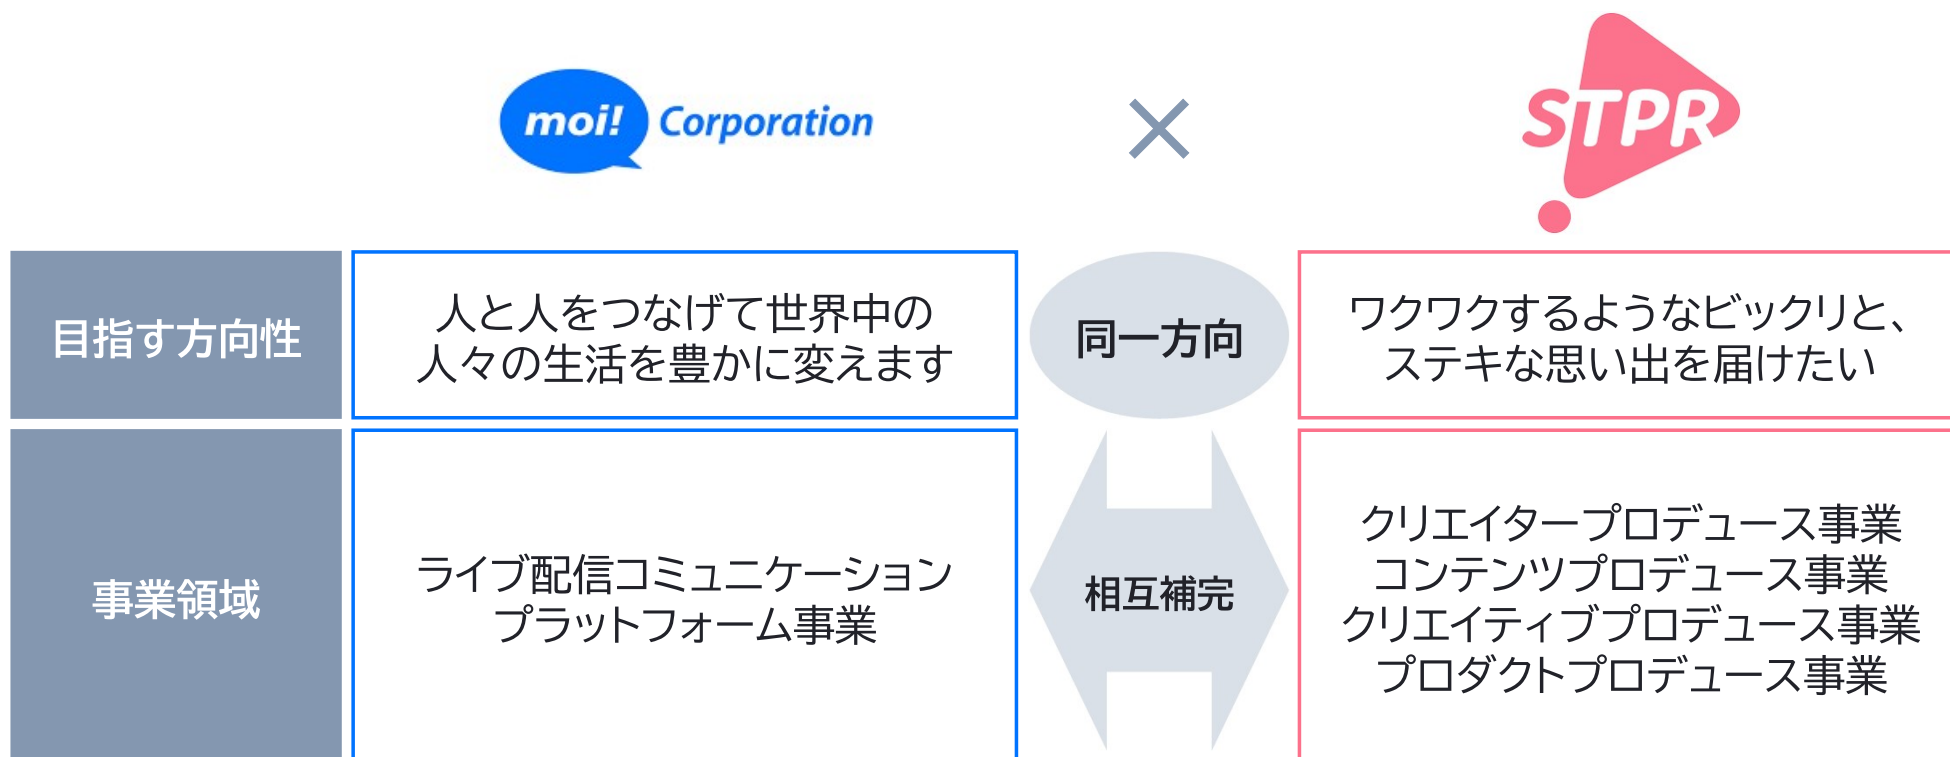 moi! Corporation
×
STPR
目指す方向性
人と人をつなげて世界中の
人々の生活を豊かに変えます
同一方向
ワクワクするようなビックリと、
ステキな思い出を届けたい
事業領域
ライブ配信コミュニケーション
プラットフォーム事業
相互補完
クリエイタープロデュース事業
コンテンツプロデュース事業
クリエイティブプロデュース事業
プロダクトプロデュース事業